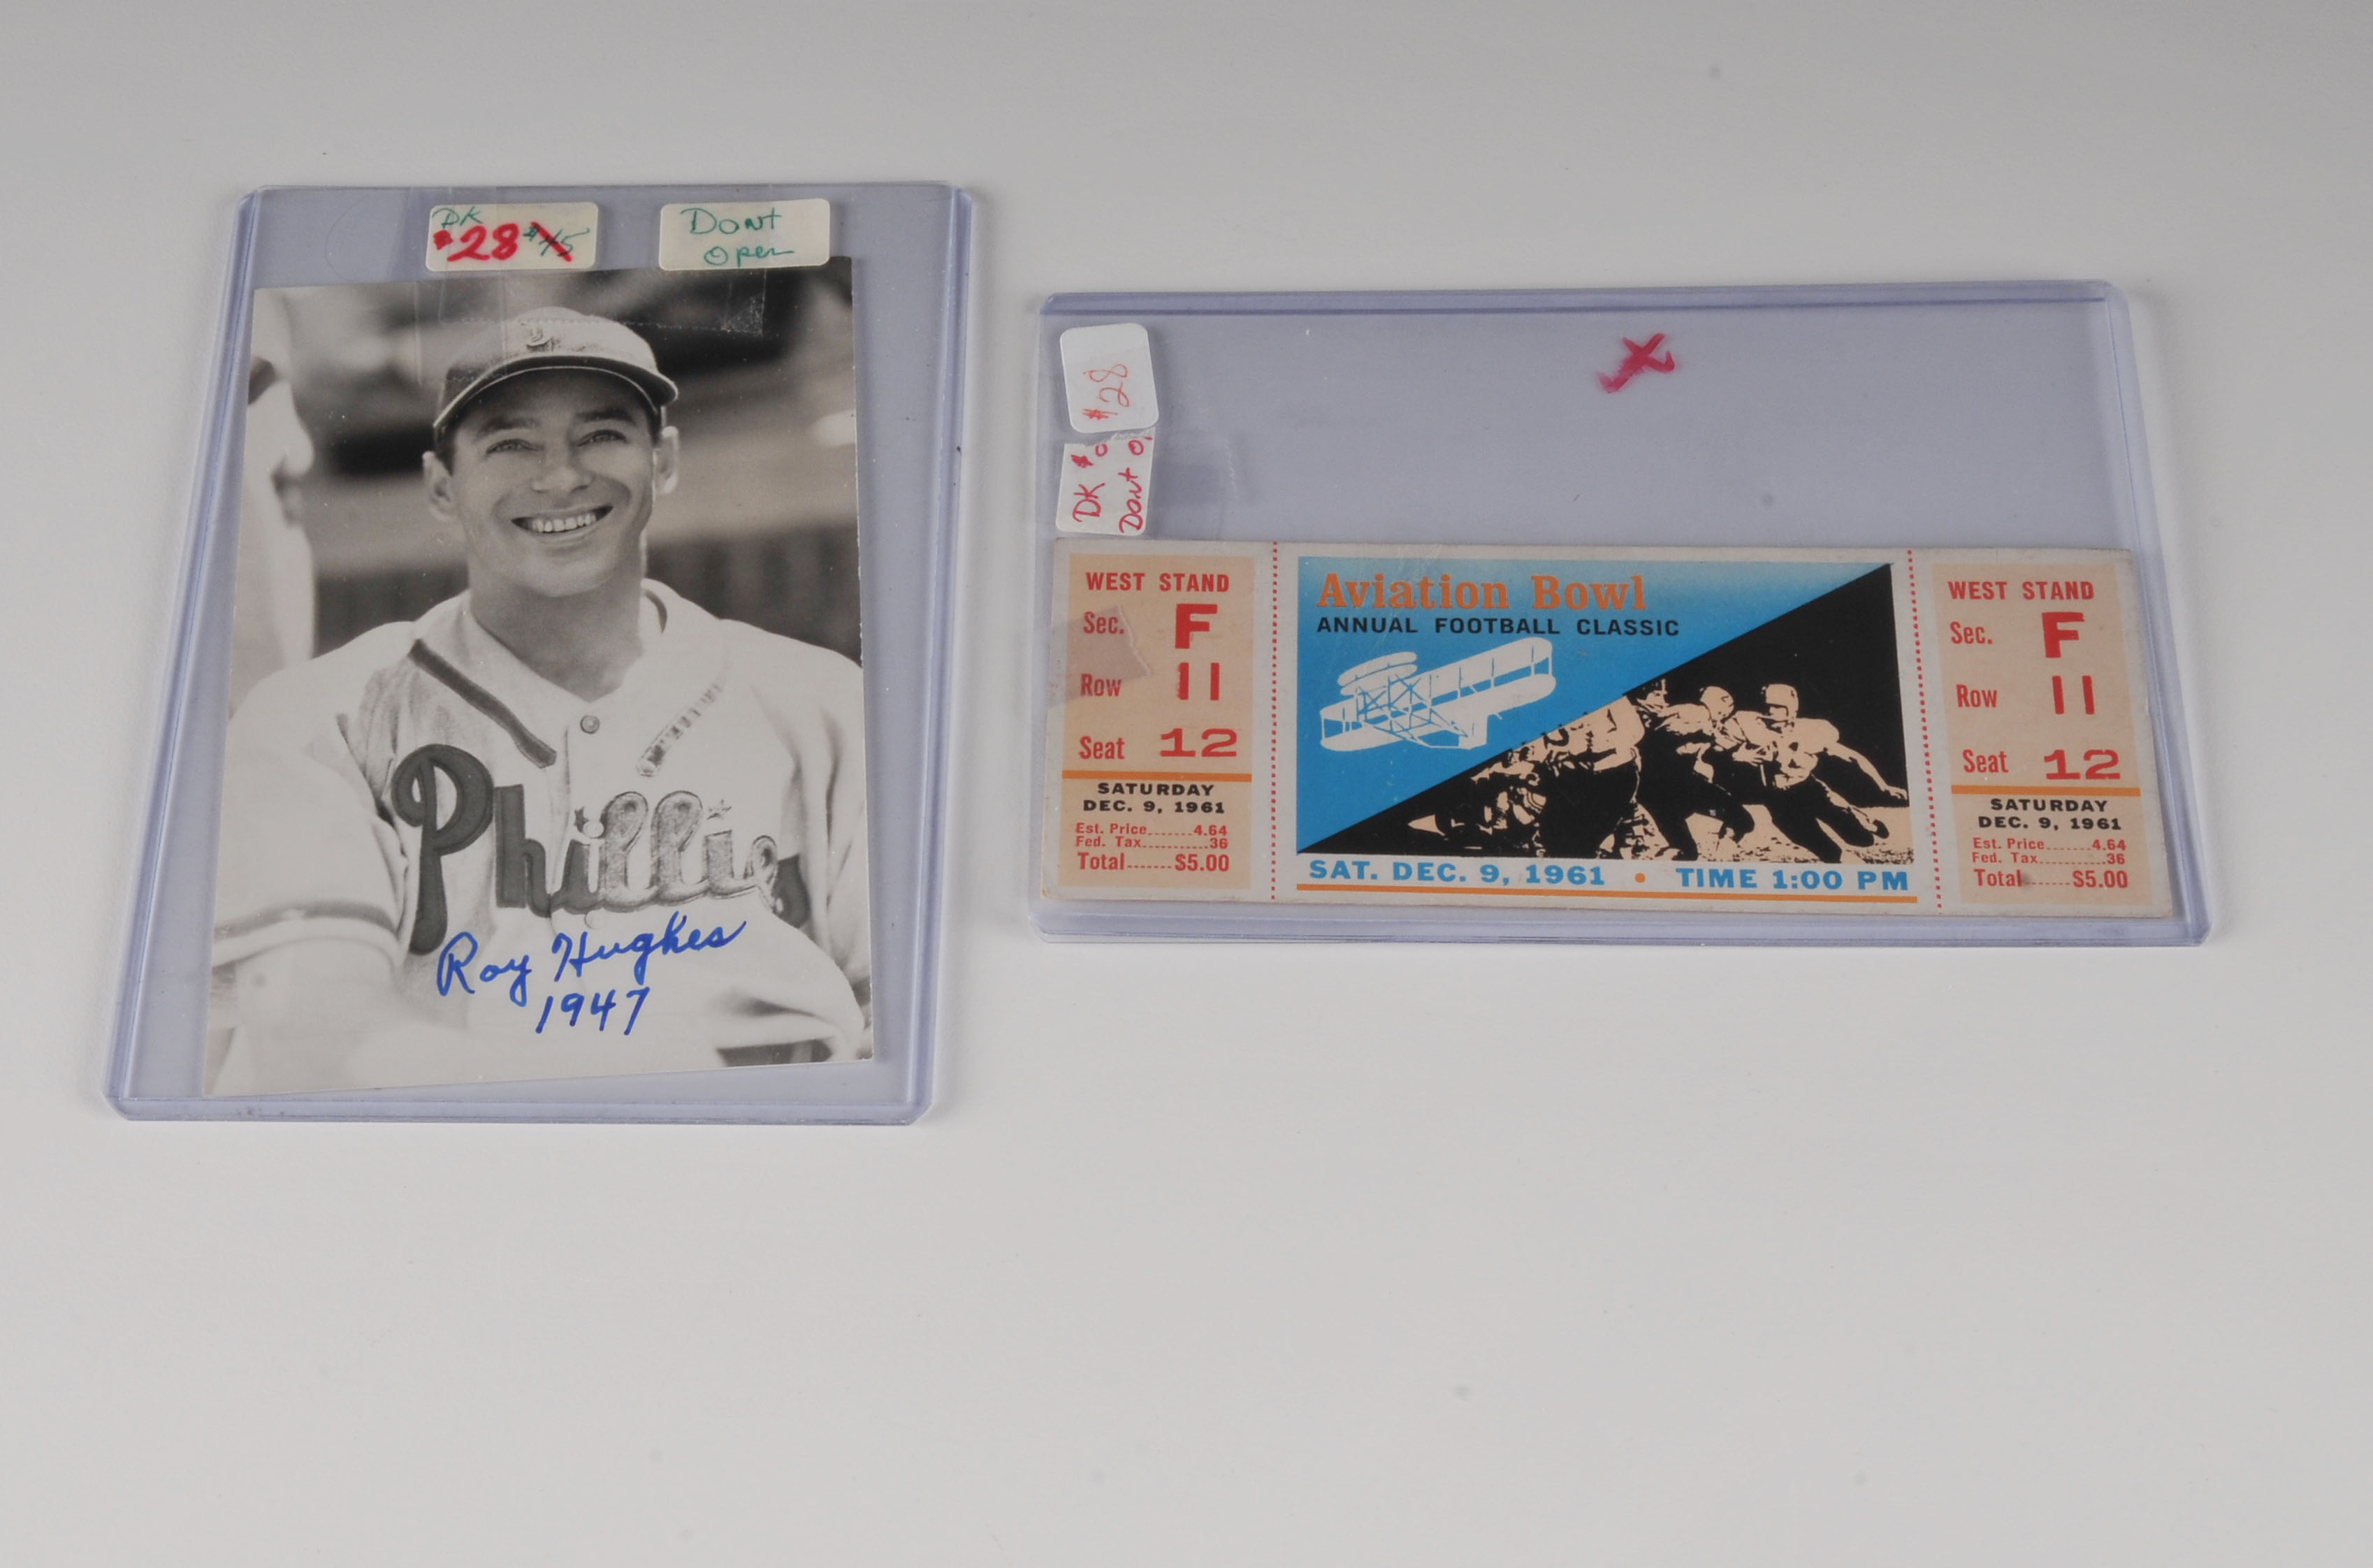 DK
$28 $15
Dont
Open
Phillies
Roy Hughes
1947
$28
DK $
Dont O
WEST STAND
Sec. F
Row 11
Seat 12
SATURDAY
DEC. 9, 1961
Est. Price.......4.64
Fed. Tax...........36
Total......$5.00
Aviation Bowl
ANNUAL FOOTBALL CLASSIC
SAT. DEC. 9, 1961 • TIME 1:00 PM
WEST STAND
Sec. F
Row 11
Seat 12
SATURDAY
DEC. 9, 1961
Est. Price.......4.64
Fed. Tax...........36
Total......$5.00